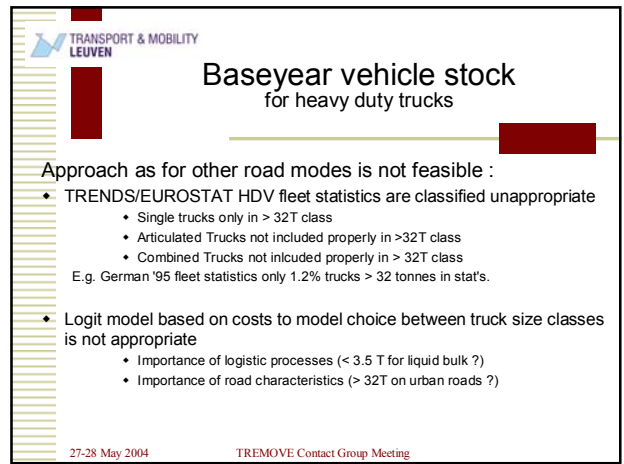 TRANSPORT & MOBILITY
LEUVEN
Baseyear vehicle stock
for heavy duty trucks
Approach as for other road modes is not feasible :
TRENDS/EUROSTAT HDV fleet statistics are classified unappropriate
Single trucks only in > 32T class
Articulated Trucks not included properly in >32T class
Combined Trucks not inlcuded properly in > 32T class
E.g. German '95 fleet statistics only 1.2% trucks > 32 tonnes in stat's.
Logit model based on costs to model choice between truck size classes
is not appropriate
Importance of logistic processes (< 3.5 T for liquid bulk ?)
Importance of road characteristics (> 32T on urban roads ?)
27-28 May 2004 TREMOVE Contact Group Meeting